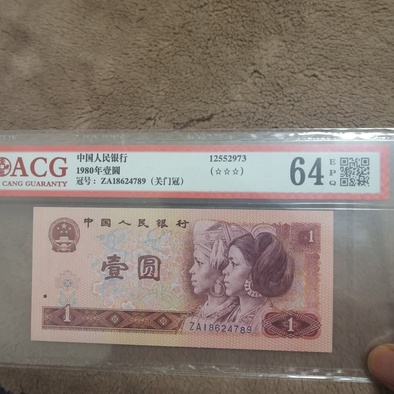 ACG
CANG GUARANTY
中国人民银行
1980年壹圆
冠号: ZA18624789 (关门冠)
12552973
(☆☆☆)
64 EPQ
中国人民银行
壹圆
1
1
1
ZA18624789